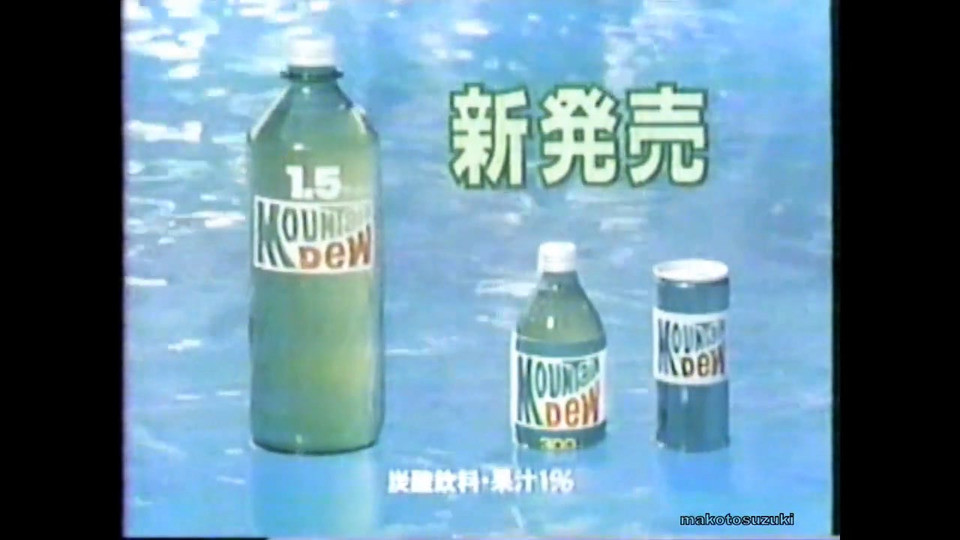 新発売
1.5
MOUNTAIN
DEW
MOUNTAIN
DEW
300
MOUNTAIN
DEW
炭酸飲料・果汁1%
makotosuzuki